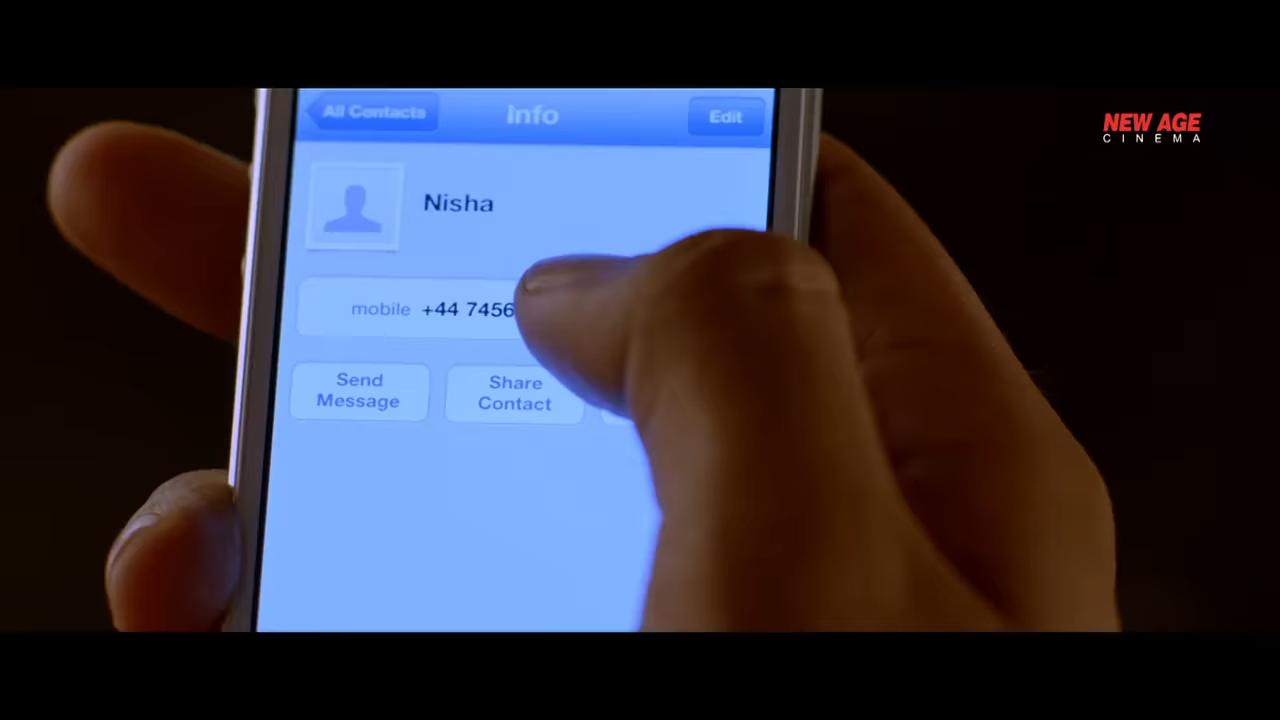 All Contacts
Info
Edit
NEW AGE
CINEMA
Nisha
mobile +44 7456
Send
Message
Share
Contact